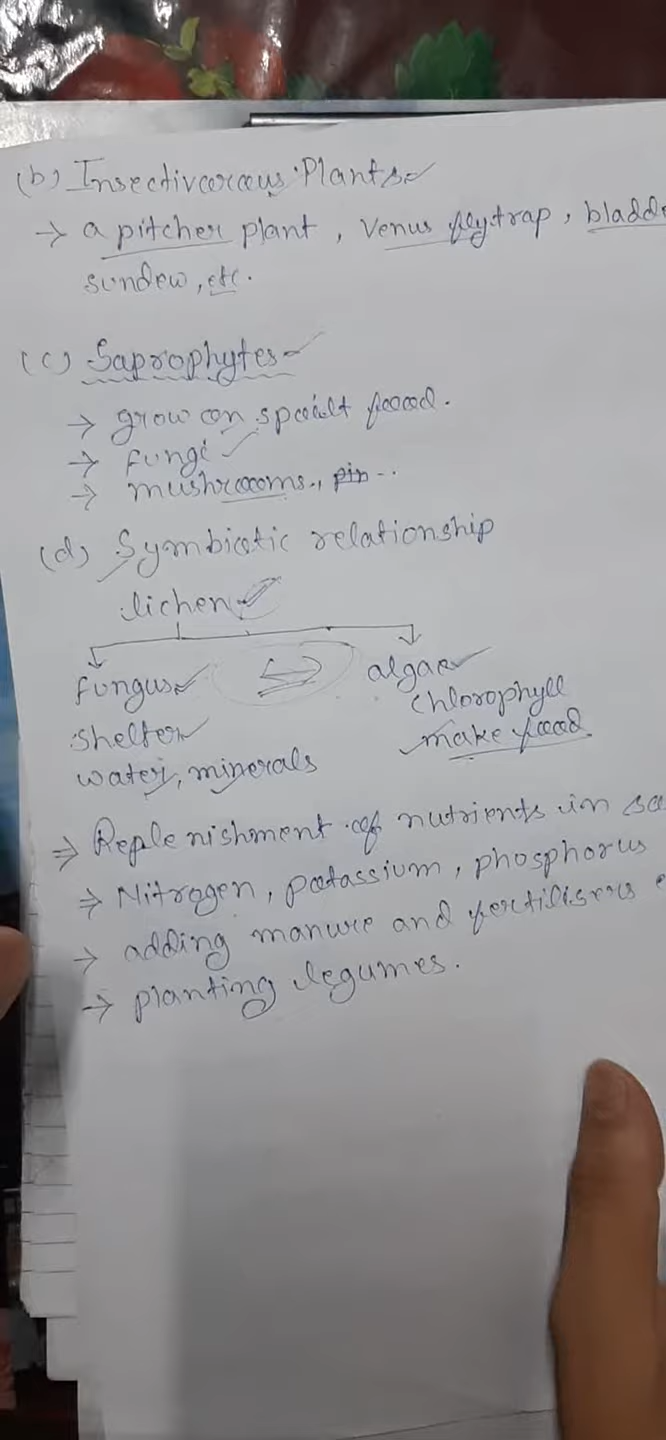 (b) Insectivorous Plants
→ a pitcher plant, Venus flytrap, bladde
sundew, etc.
(c) Saprophytes
→ grow on spoilt food.
→ fungi
→ mushrooms., pin..
(d) Symbiotic relationship
lichen
fungus algae
shelter chlorophyll
water, minerals make food
⇒ Replenishment of nutrients in so
⇒ Nitrogen, potassium, phosphorus
→ adding manure and fertilisers e
→ planting legumes.